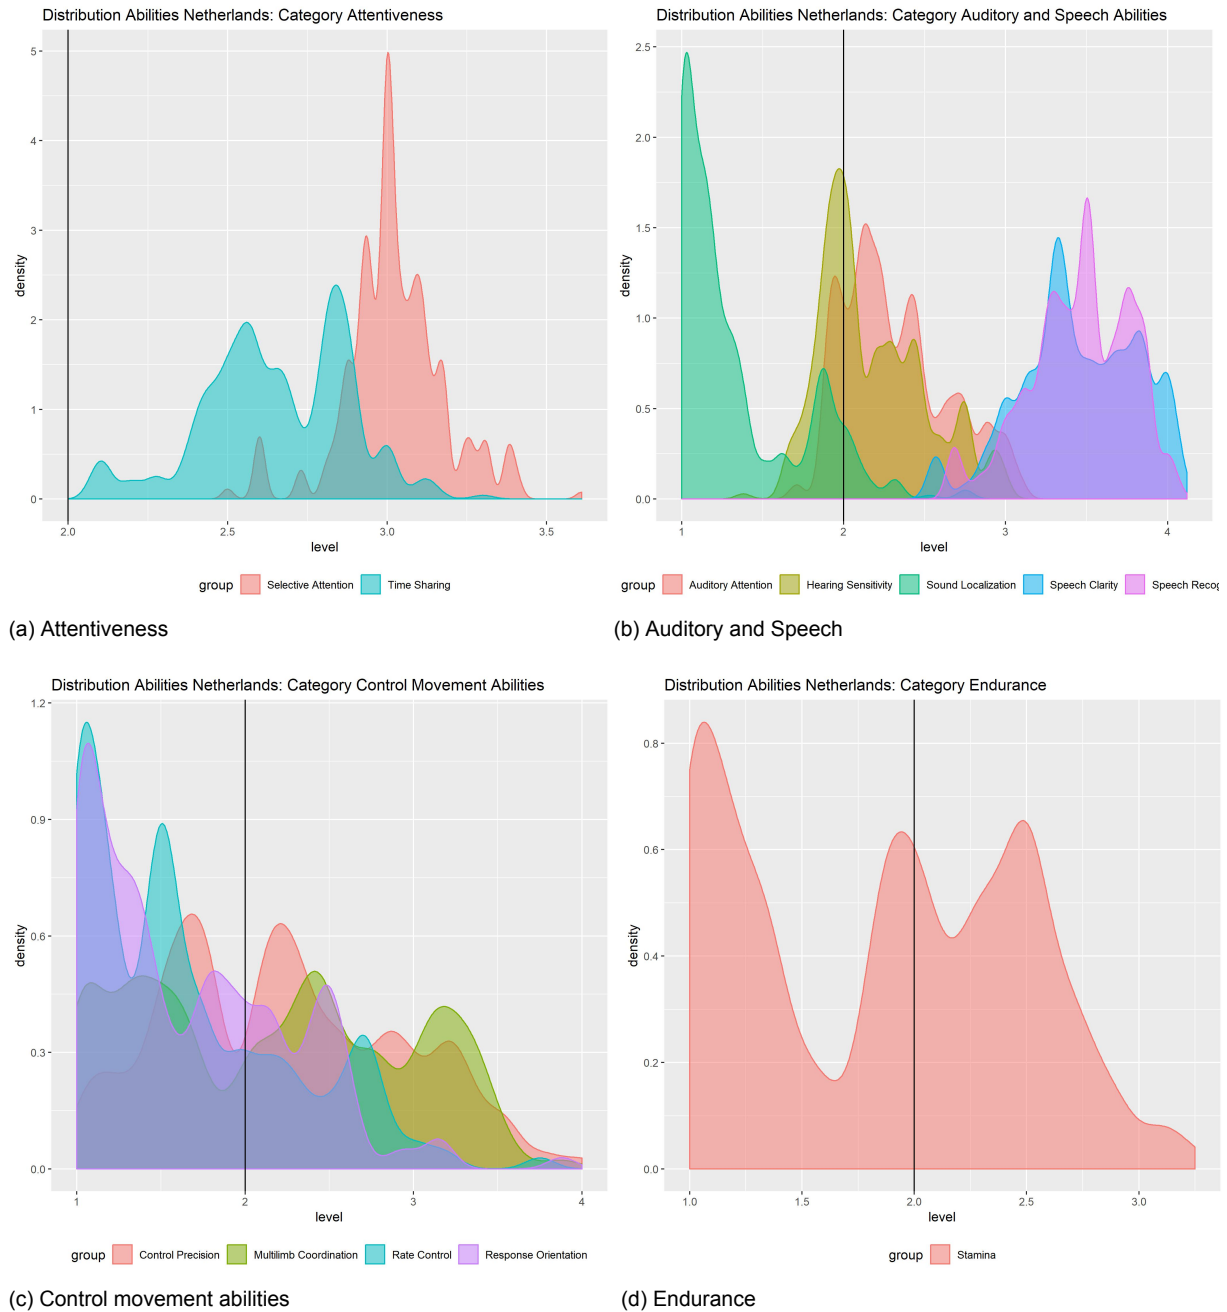 Distribution Abilities Netherlands: Category Attentiveness
5
4
3
2
1
0
density
2.0 2.5 3.0 3.5
level
group Selective Attention Time Sharing
(a) Attentiveness
Distribution Abilities Netherlands: Category Auditory and Speech Abilities
2.5
2.0
1.5
1.0
0.5
0.0
density
1 2 3 4
level
group Auditory Attention Hearing Sensitivity Sound Localization Speech Clarity Speech Recog
(b) Auditory and Speech
Distribution Abilities Netherlands: Category Control Movement Abilities
1.2
0.9
0.6
0.3
0.0
density
1 2 3 4
level
group Control Precision Multilimb Coordination Rate Control Response Orientation
(c) Control movement abilities
Distribution Abilities Netherlands: Category Endurance
0.8
0.6
0.4
0.2
0.0
density
1.0 1.5 2.0 2.5 3.0
level
group Stamina
(d) Endurance